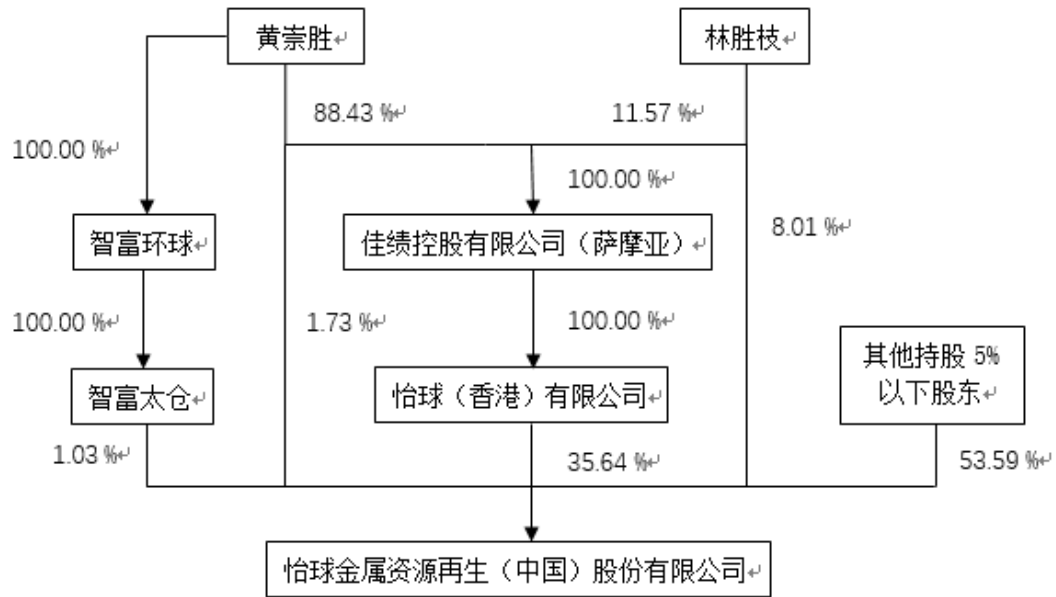 黄崇胜↵
林胜枝↵
88.43 %↵
11.57 %↵
100.00 %↵
100.00 %↵
智富环球↵
佳绩控股有限公司（萨摩亚）↵
8.01 %↵
100.00 %↵
1.73 %↵
100.00 %↵
其他持股 5%
以下股东↵
智富太仓↵
怡球（香港）有限公司↵
1.03 %↵
35.64 %↵
53.59 %↵
怡球金属资源再生（中国）股份有限公司↵